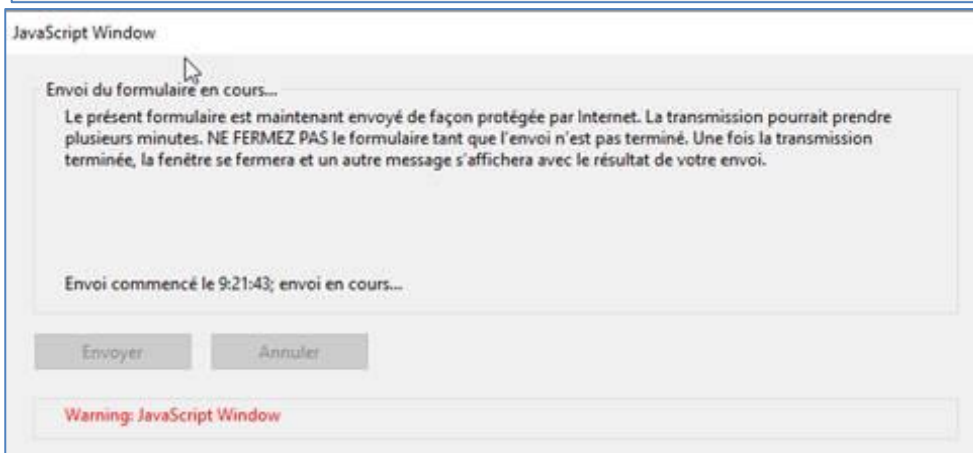 JavaScript Window
Envoi du formulaire en cours...
Le présent formulaire est maintenant envoyé de façon protégée par Internet. La transmission pourrait prendre
plusieurs minutes. NE FERMEZ PAS le formulaire tant que l'envoi n'est pas terminé. Une fois la transmission
terminée, la fenêtre se fermera et un autre message s'affichera avec le résultat de votre envoi.
Envoi commencé le 9:21:43; envoi en cours...
Envoyer Annuler
Warning: JavaScript Window